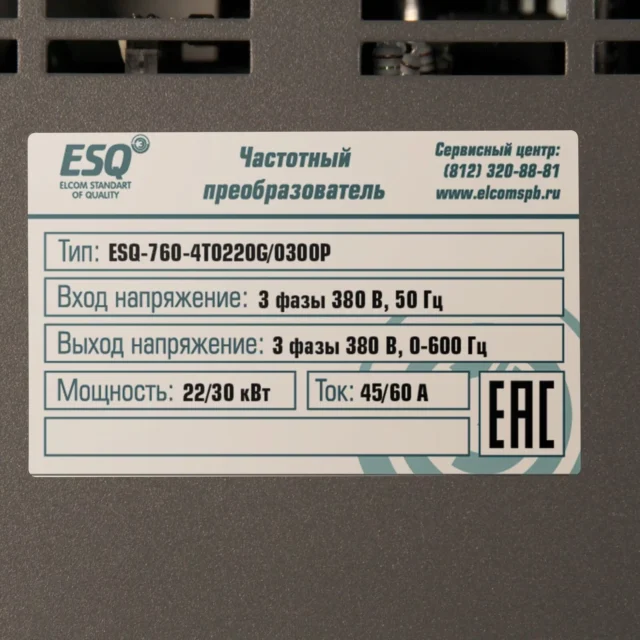 ESQ
ELCOM STANDART
OF QUALITY
Частотный
преобразователь
Сервисный центр:
(812) 320-88-81
www.elcomspb.ru
Тип: ESQ-760-4T0220G/0300P
Вход напряжение: 3 фазы 380 В, 50 Гц
Выход напряжение: 3 фазы 380 В, 0-600 Гц
Мощность: 22/30 кВт Ток: 45/60 А
EAC